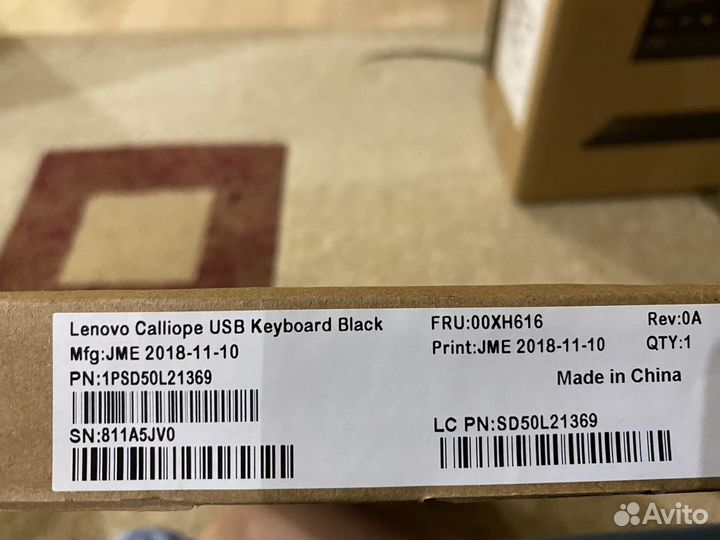 Lenovo Calliope USB Keyboard Black
FRU:00XH616
Rev:0A
Mfg:JME 2018-11-10
Print:JME 2018-11-10
QTY:1
PN:1PSD50L21369
Made in China
SN:811A5JV0
LC PN:SD50L21369
Avito